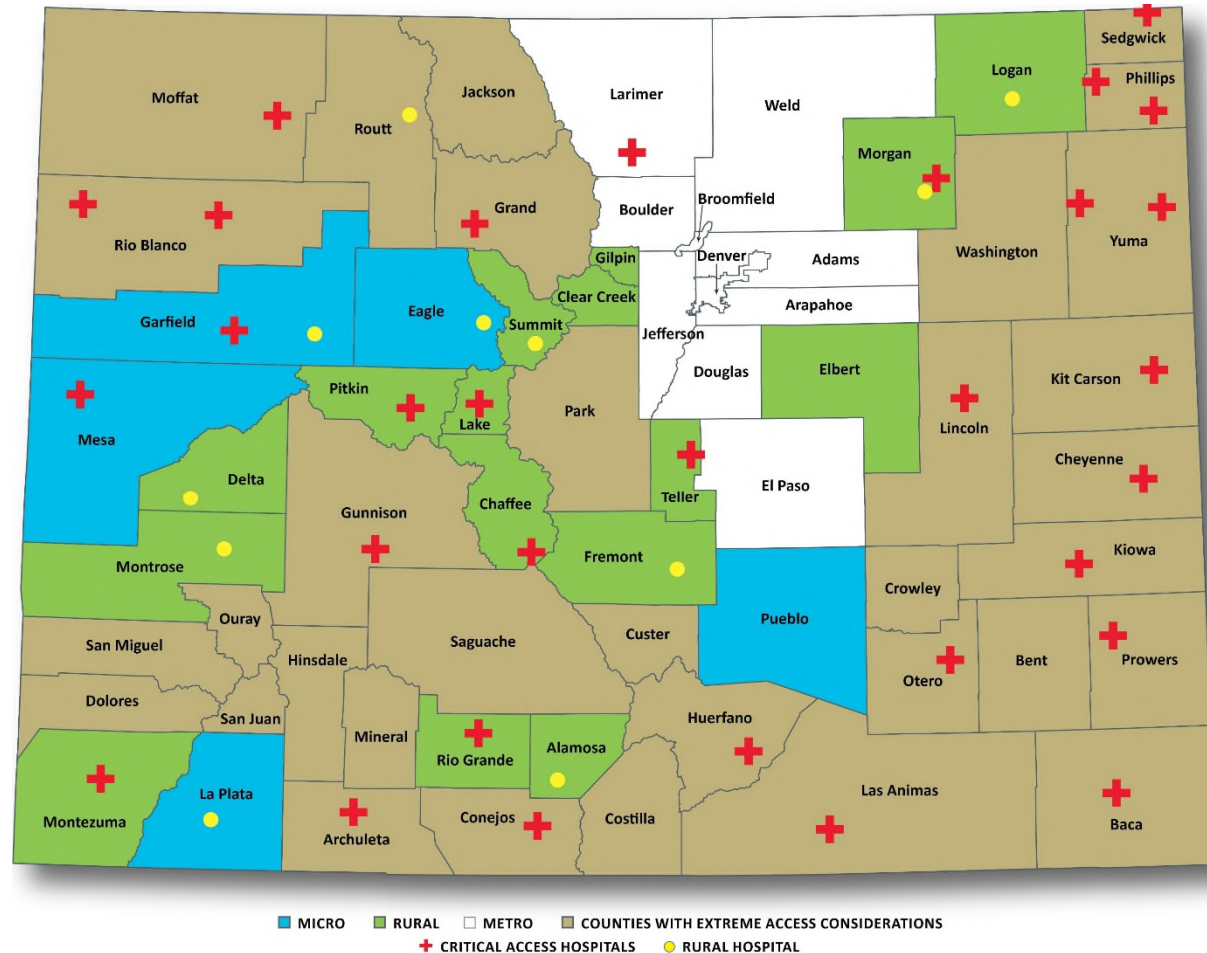 Sedgwick
Logan
Phillips
Moffat
Jackson
Larimer
Weld
Routt
Morgan
Grand
Boulder
Broomfield
Rio Blanco
Washington
Yuma
Gilpin
Denver
Adams
Clear Creek
Arapahoe
Garfield
Eagle
Summit
Jefferson
Douglas
Elbert
Kit Carson
Pitkin
Lake
Park
Lincoln
Mesa
Cheyenne
Delta
Chaffee
Teller
El Paso
Gunnison
Kiowa
Montrose
Fremont
Crowley
Ouray
Pueblo
San Miguel
Saguache
Custer
Hinsdale
Bent
Prowers
Otero
Dolores
San Juan
Huerfano
Mineral
Rio Grande
Alamosa
La Plata
Las Animas
Montezuma
Archuleta
Conejos
Costilla
Baca
MICRO RURAL METRO COUNTIES WITH EXTREME ACCESS CONSIDERATIONS
CRITICAL ACCESS HOSPITALS RURAL HOSPITAL